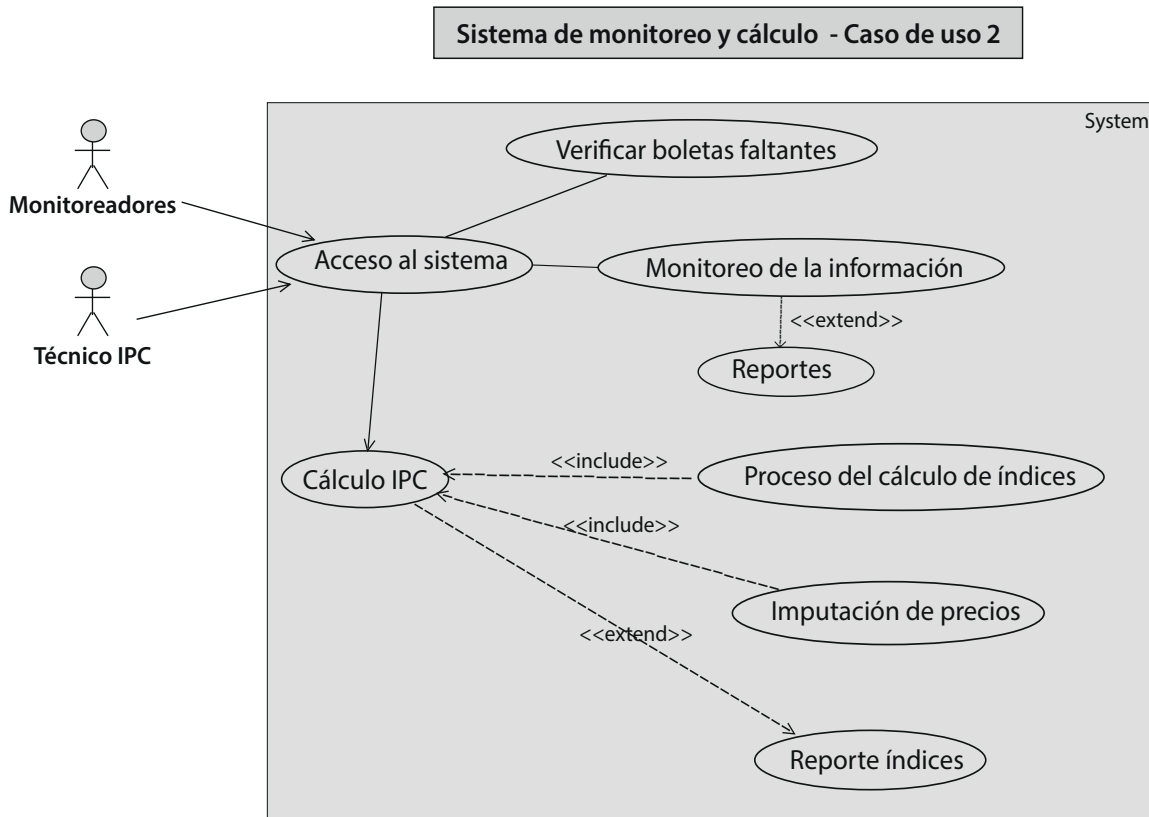 Sistema de monitoreo y cálculo - Caso de uso 2
System
Verificar boletas faltantes
Monitoreadores
Acceso al sistema
Monitoreo de la información
<<extend>>
Técnico IPC
Reportes
<<include>>
Cálculo IPC
Proceso del cálculo de índices
<<include>>
Imputación de precios
<<extend>>
Reporte índices